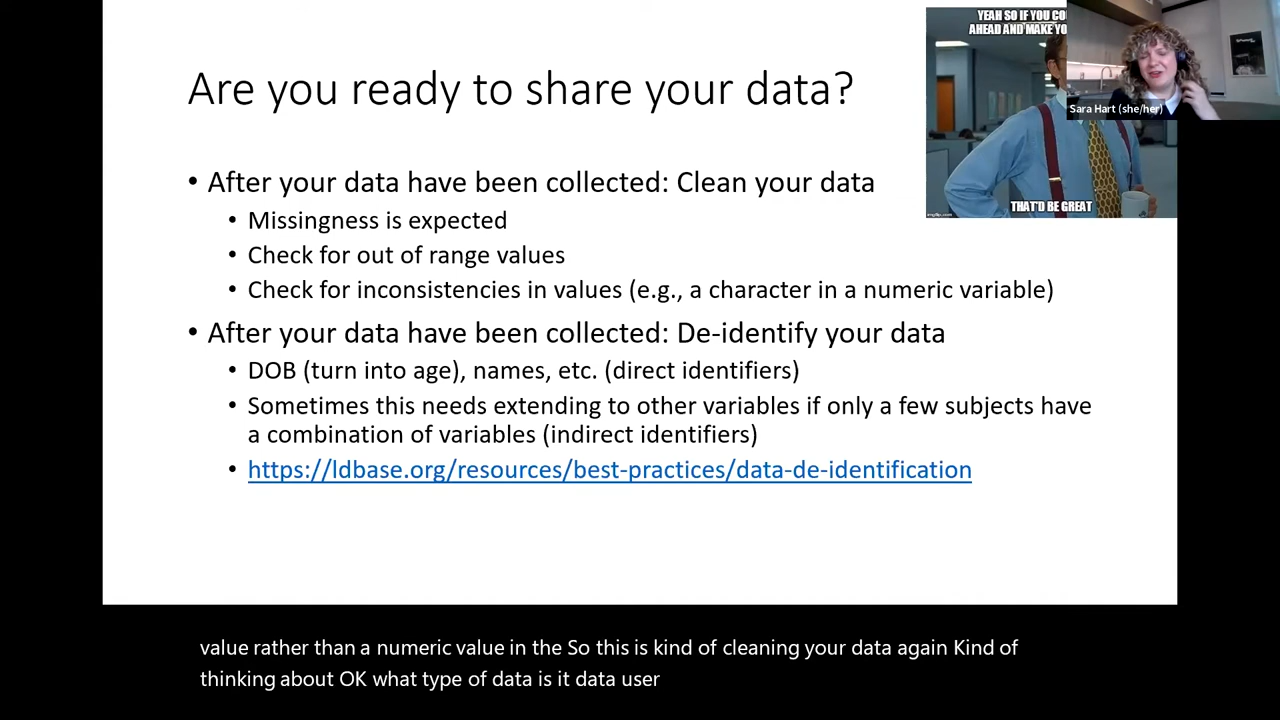 YEAH SO IF YOU CO
AHEAD AND MAKE YO
Sara Hart (she/her)
THAT'D BE GREAT
imgflip.com
Are you ready to share your data?
• After your data have been collected: Clean your data
• Missingness is expected
• Check for out of range values
• Check for inconsistencies in values (e.g., a character in a numeric variable)
• After your data have been collected: De-identify your data
• DOB (turn into age), names, etc. (direct identifiers)
• Sometimes this needs extending to other variables if only a few subjects have
a combination of variables (indirect identifiers)
• https://ldbase.org/resources/best-practices/data-de-identification
value rather than a numeric value in the So this is kind of cleaning your data again Kind of
thinking about OK what type of data is it data user